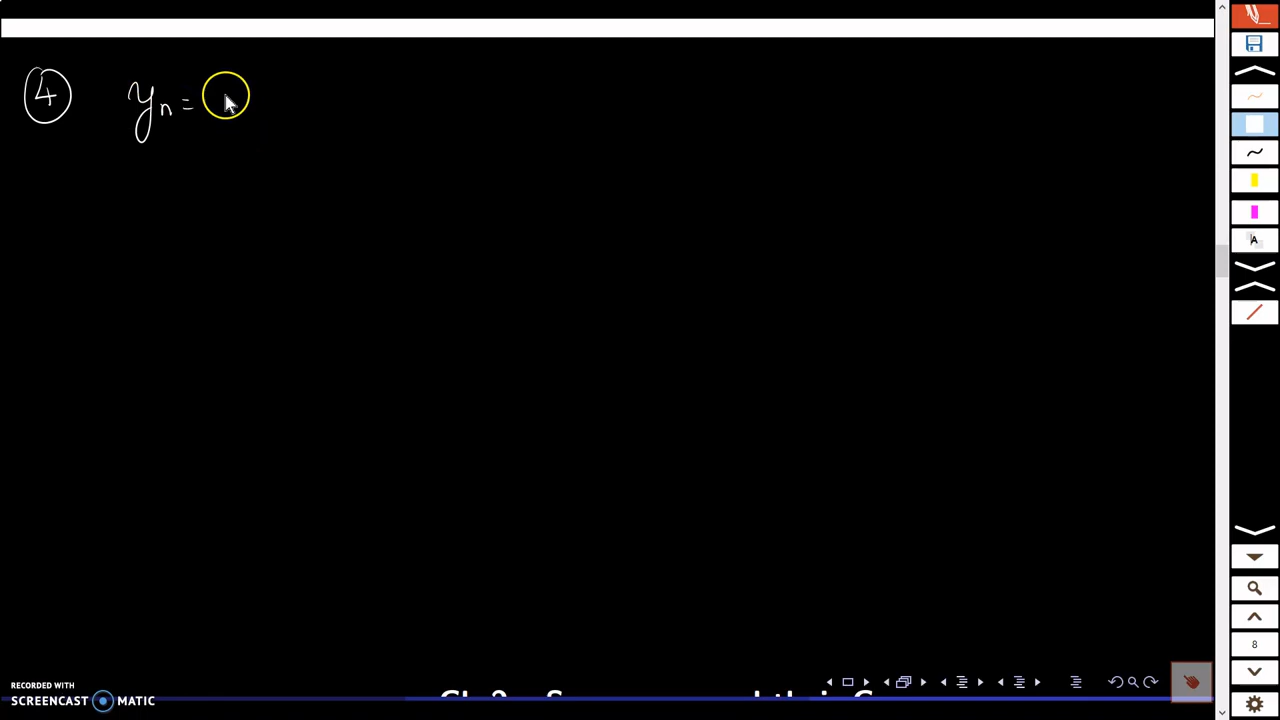 ④ yn =
A
8
RECORDED WITH
SCREENCAST MATIC